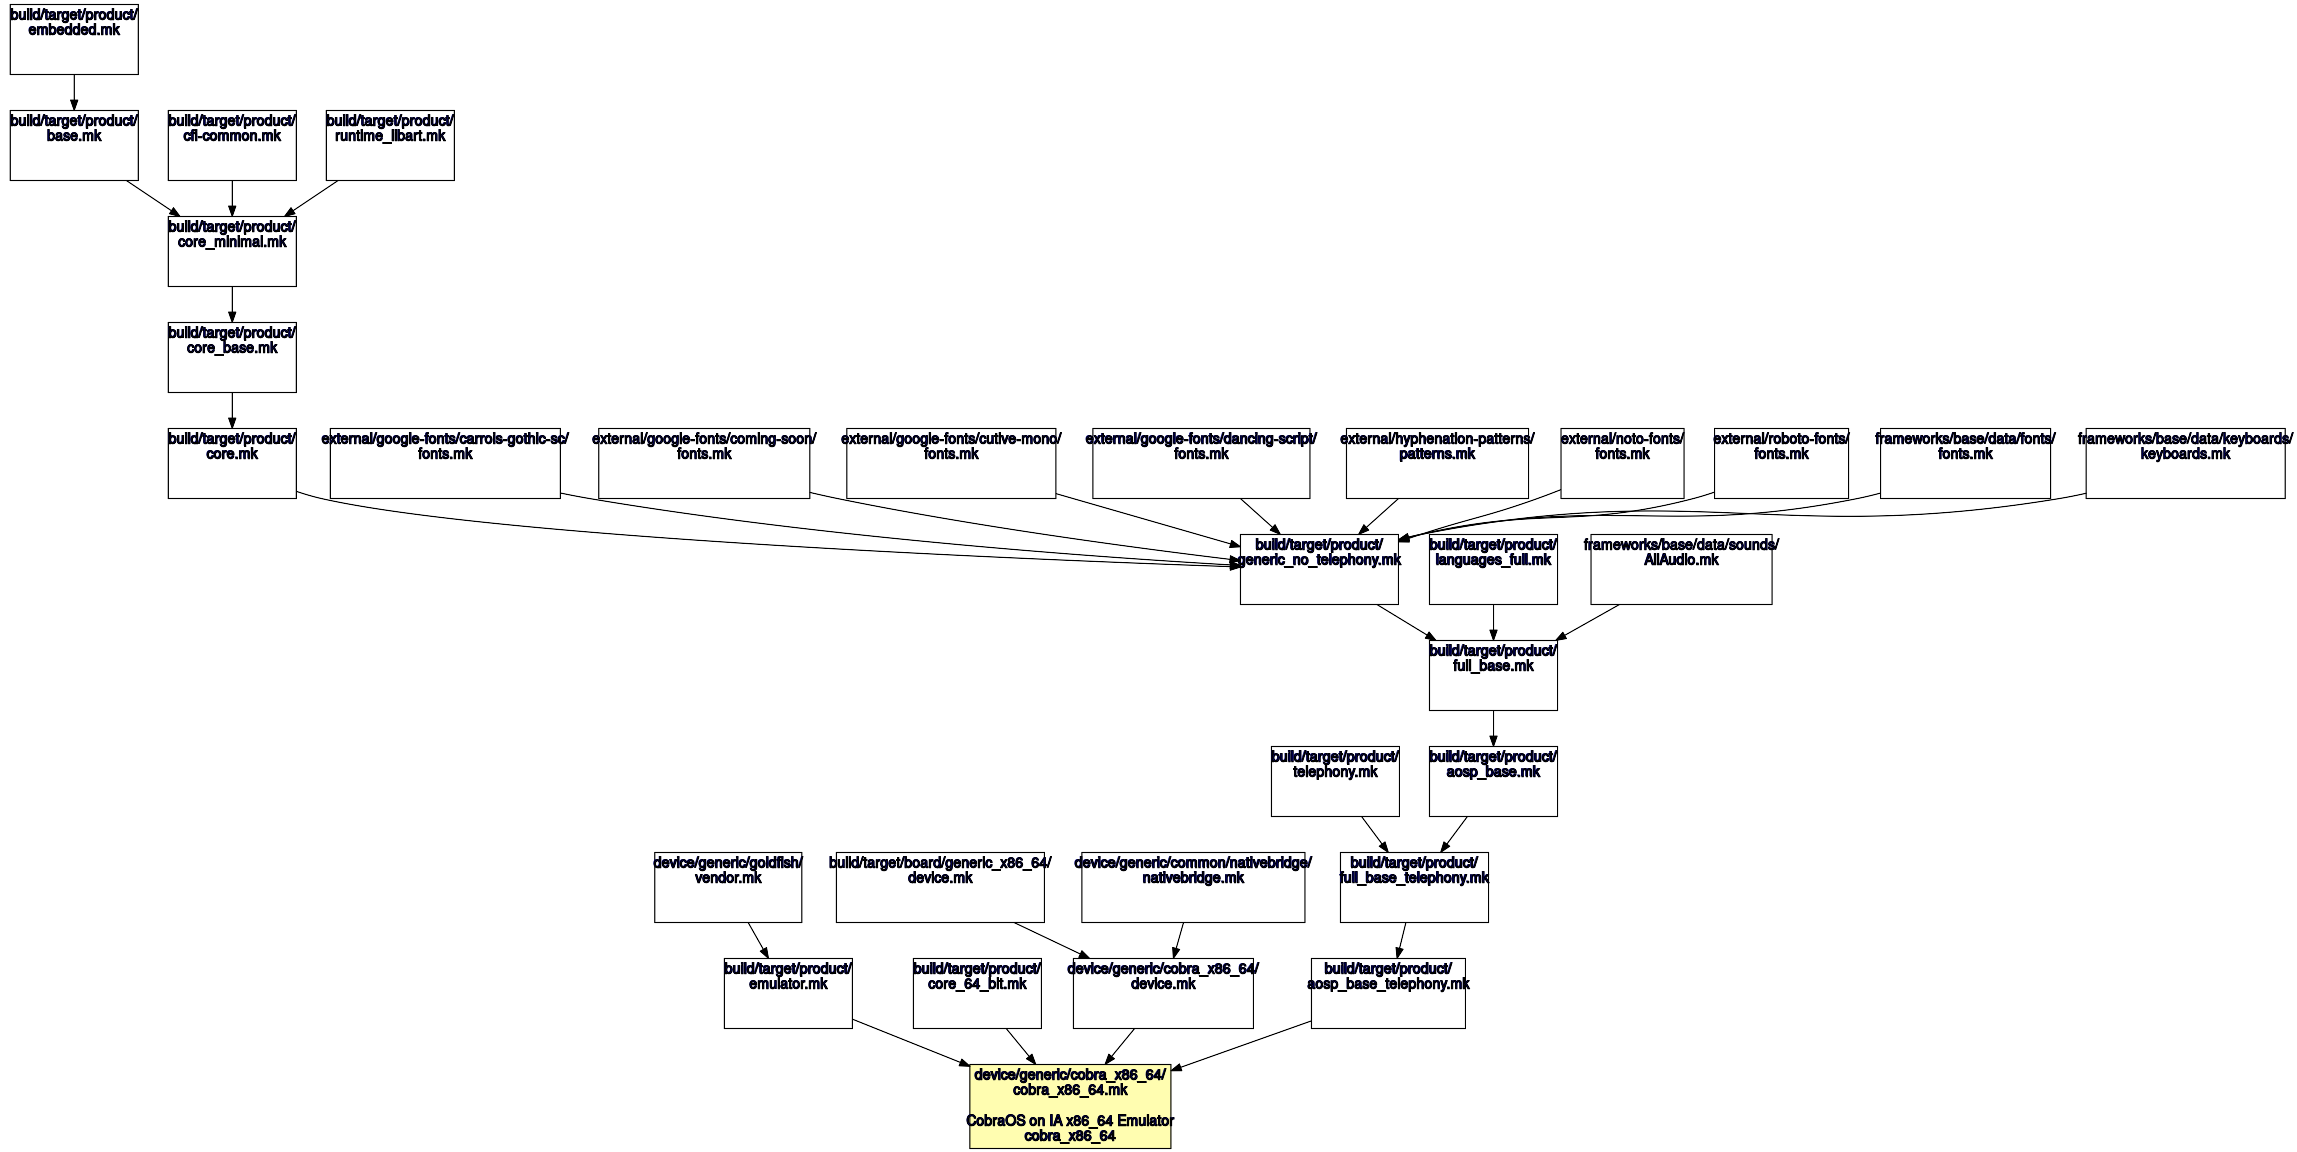 build/target/product/
embedded.mk
build/target/product/
base.mk
build/target/product/
cfi-common.mk
build/target/product/
runtime_libart.mk
build/target/product/
core_minimal.mk
build/target/product/
core_base.mk
build/target/product/
core.mk
external/google-fonts/carrois-gothic-sc/
fonts.mk
external/google-fonts/coming-soon/
fonts.mk
external/google-fonts/cutive-mono/
fonts.mk
external/google-fonts/dancing-script/
fonts.mk
external/hyphenation-patterns/
patterns.mk
external/noto-fonts/
fonts.mk
external/roboto-fonts/
fonts.mk
frameworks/base/data/fonts/
fonts.mk
frameworks/base/data/keyboards/
keyboards.mk
build/target/product/
generic_no_telephony.mk
build/target/product/
languages_full.mk
frameworks/base/data/sounds/
AllAudio.mk
build/target/product/
full_base.mk
build/target/product/
telephony.mk
build/target/product/
aosp_base.mk
device/generic/goldfish/
vendor.mk
build/target/board/generic_x86_64/
device.mk
device/generic/common/nativebridge/
nativebridge.mk
build/target/product/
full_base_telephony.mk
build/target/product/
emulator.mk
build/target/product/
core_64_bit.mk
device/generic/cobra_x86_64/
device.mk
build/target/product/
aosp_base_telephony.mk
device/generic/cobra_x86_64/
cobra_x86_64.mk
CobraOS on IA x86_64 Emulator
cobra_x86_64